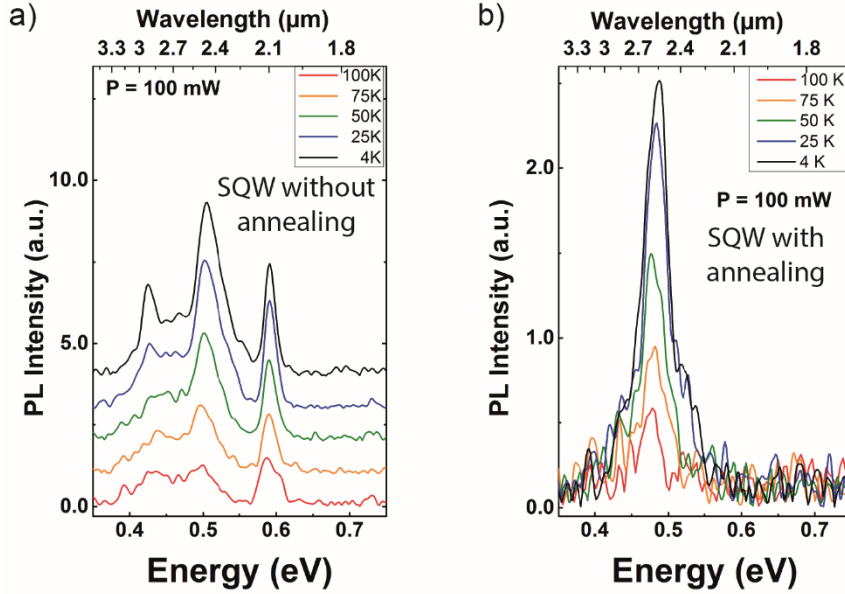 a)
Wavelength (μm)
3.3 3 2.7 2.4 2.1 1.8
P = 100 mW
100K
75K
50K
25K
4K
SQW without
annealing
10.0
5.0
0.0
PL Intensity (a.u.)
0.4 0.5 0.6 0.7
Energy (eV)
b)
Wavelength (μm)
3.3 3 2.7 2.4 2.1 1.8
100 K
75 K
50 K
25 K
4 K
P = 100 mW
SQW with
annealing
2.0
1.0
0.0
PL Intensity (a.u.)
0.4 0.5 0.6 0.7
Energy (eV)